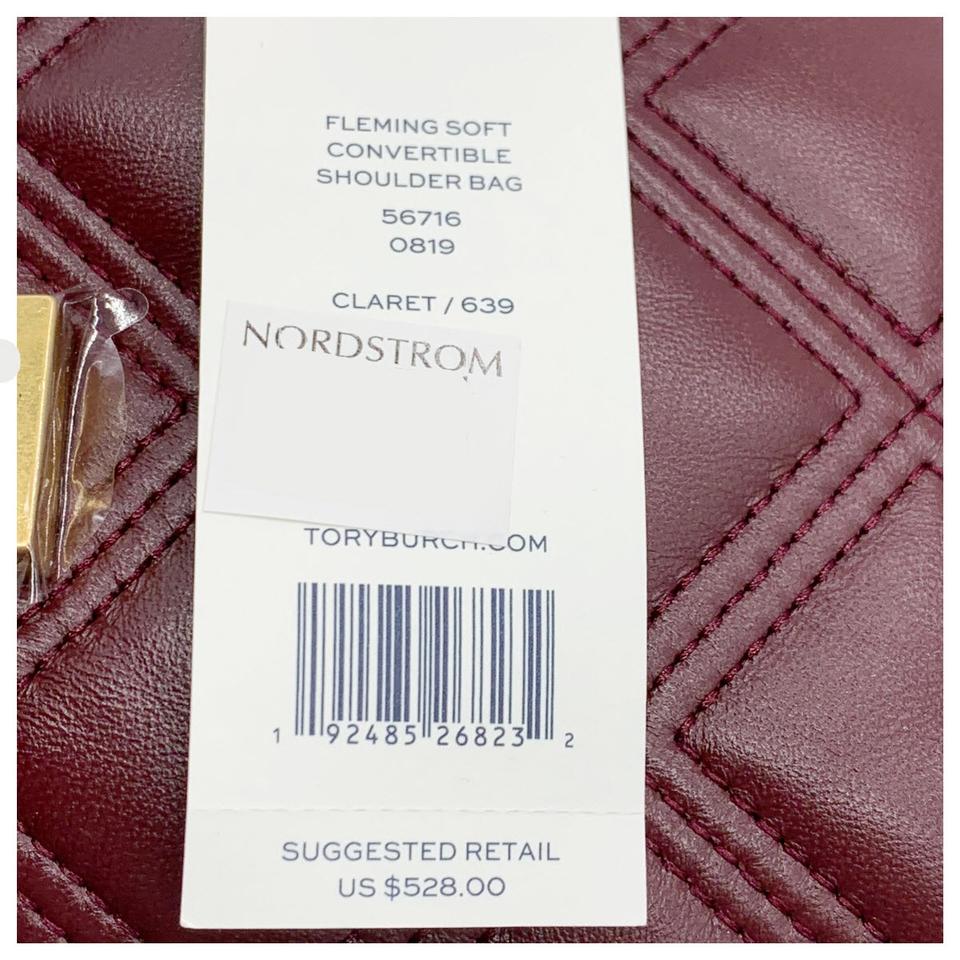 FLEMING SOFT
CONVERTIBLE
SHOULDER BAG
56716
0819
CLARET / 639
NORDSTROM
TORYBURCH.COM
1 92485 26823 2
SUGGESTED RETAIL
US $528.00